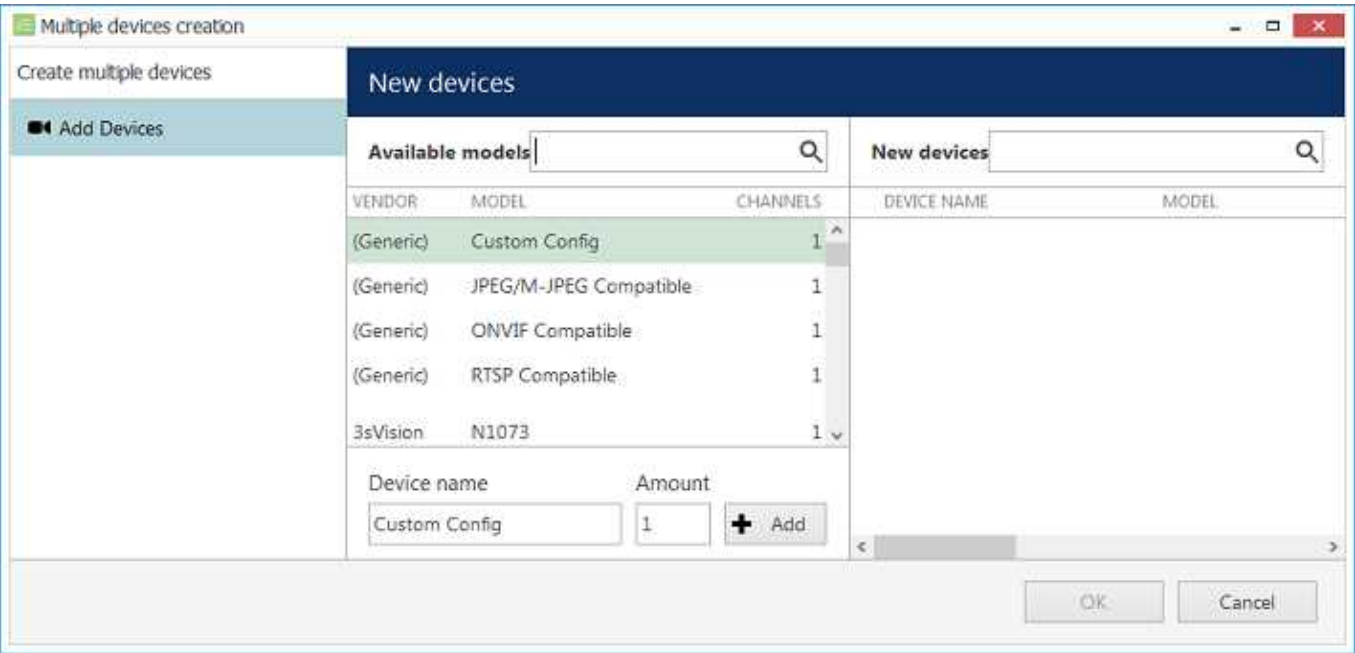 Multiple devices creation
Create multiple devices
Add Devices
New devices
Available models
New devices
VENDOR MODEL CHANNELS
DEVICE NAME MODEL
(Generic) Custom Config 1
(Generic) JPEG/M-JPEG Compatible 1
(Generic) ONVIF Compatible 1
(Generic) RTSP Compatible 1
3sVision N1073 1
Device name Amount
Custom Config 1 Add
OK Cancel